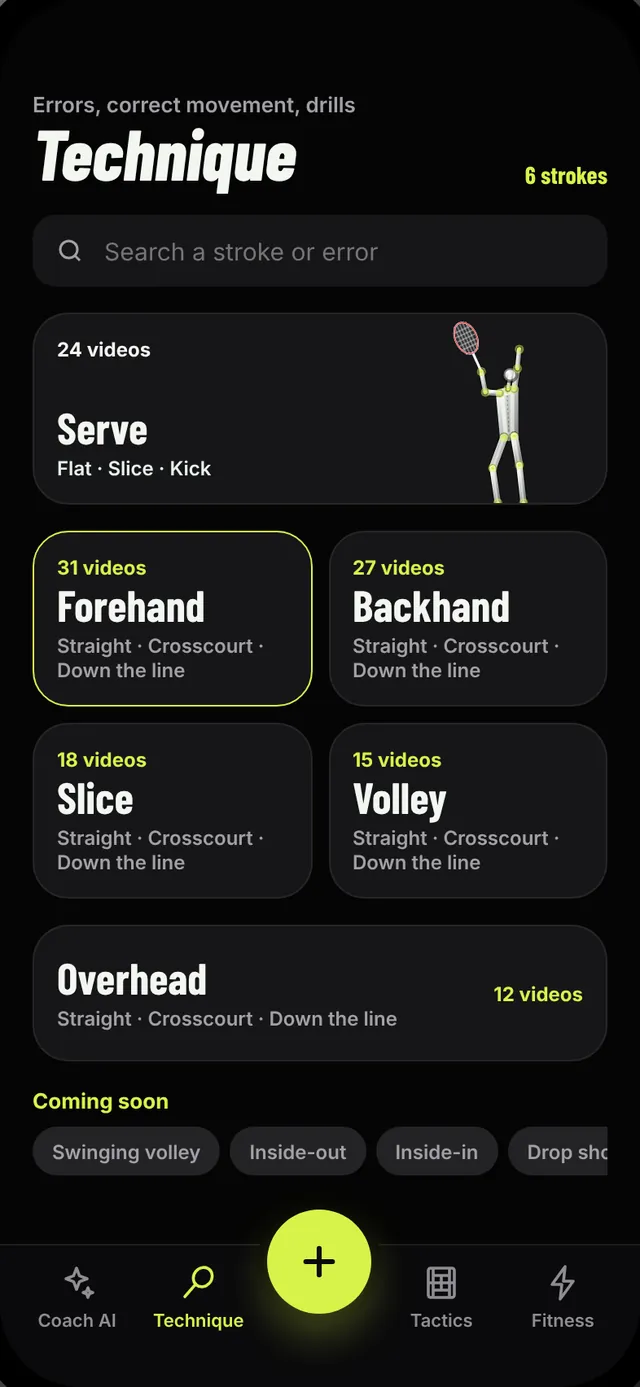 Errors, correct movement, drills
Technique
6 strokes
Search a stroke or error
24 videos
Serve
Flat · Slice · Kick
31 videos
Forehand
Straight · Crosscourt ·
Down the line
27 videos
Backhand
Straight · Crosscourt ·
Down the line
18 videos
Slice
Straight · Crosscourt ·
Down the line
15 videos
Volley
Straight · Crosscourt ·
Down the line
Overhead
Straight · Crosscourt · Down the line
12 videos
Coming soon
Swinging volley
Inside-out
Inside-in
Drop
Coach AI
Technique
Tactics
Fitness